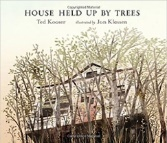 HOUSE HELD UP BY TREES
Ted Kooser illustrated by Jon Klassen